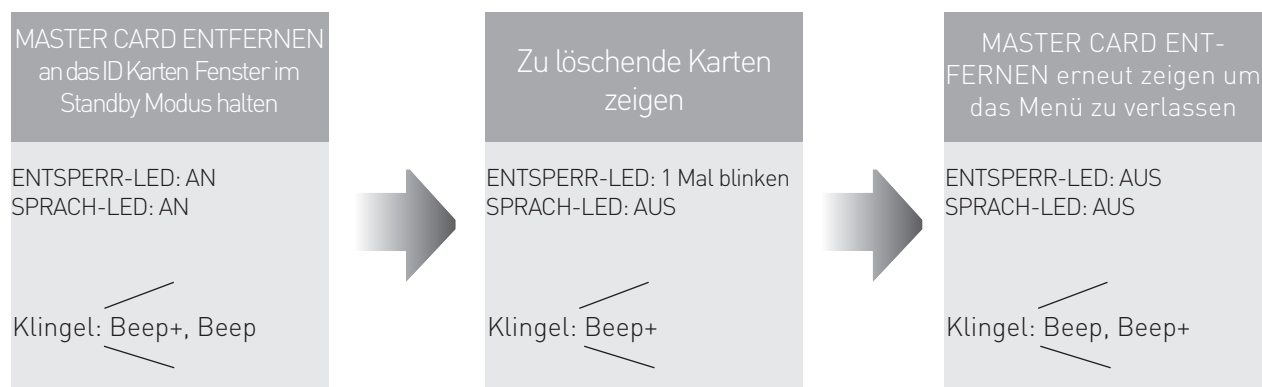 MASTER CARD ENTFERNEN
an das ID Karten Fenster im
Standby Modus halten
ENTSPERR-LED: AN
SPRACH-LED: AN
Klingel: Beep+, Beep
Zu löschende Karten
zeigen
ENTSPERR-LED: 1 Mal blinken
SPRACH-LED: AUS
Klingel: Beep+
MASTER CARD ENT-
FERNEN erneut zeigen um
das Menü zu verlassen
ENTSPERR-LED: AUS
SPRACH-LED: AUS
Klingel: Beep, Beep+